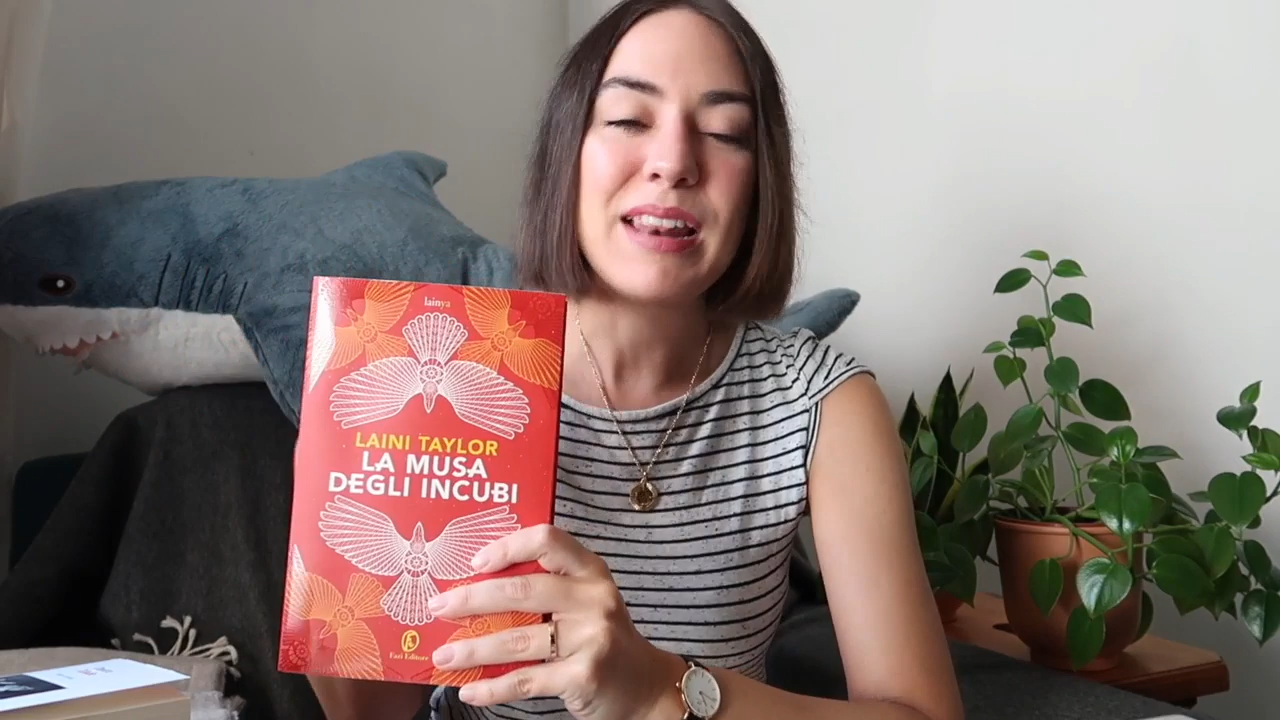 lainya
LAINI TAYLOR
LA MUSA
DEGLI INCUBI
Fazi Editore